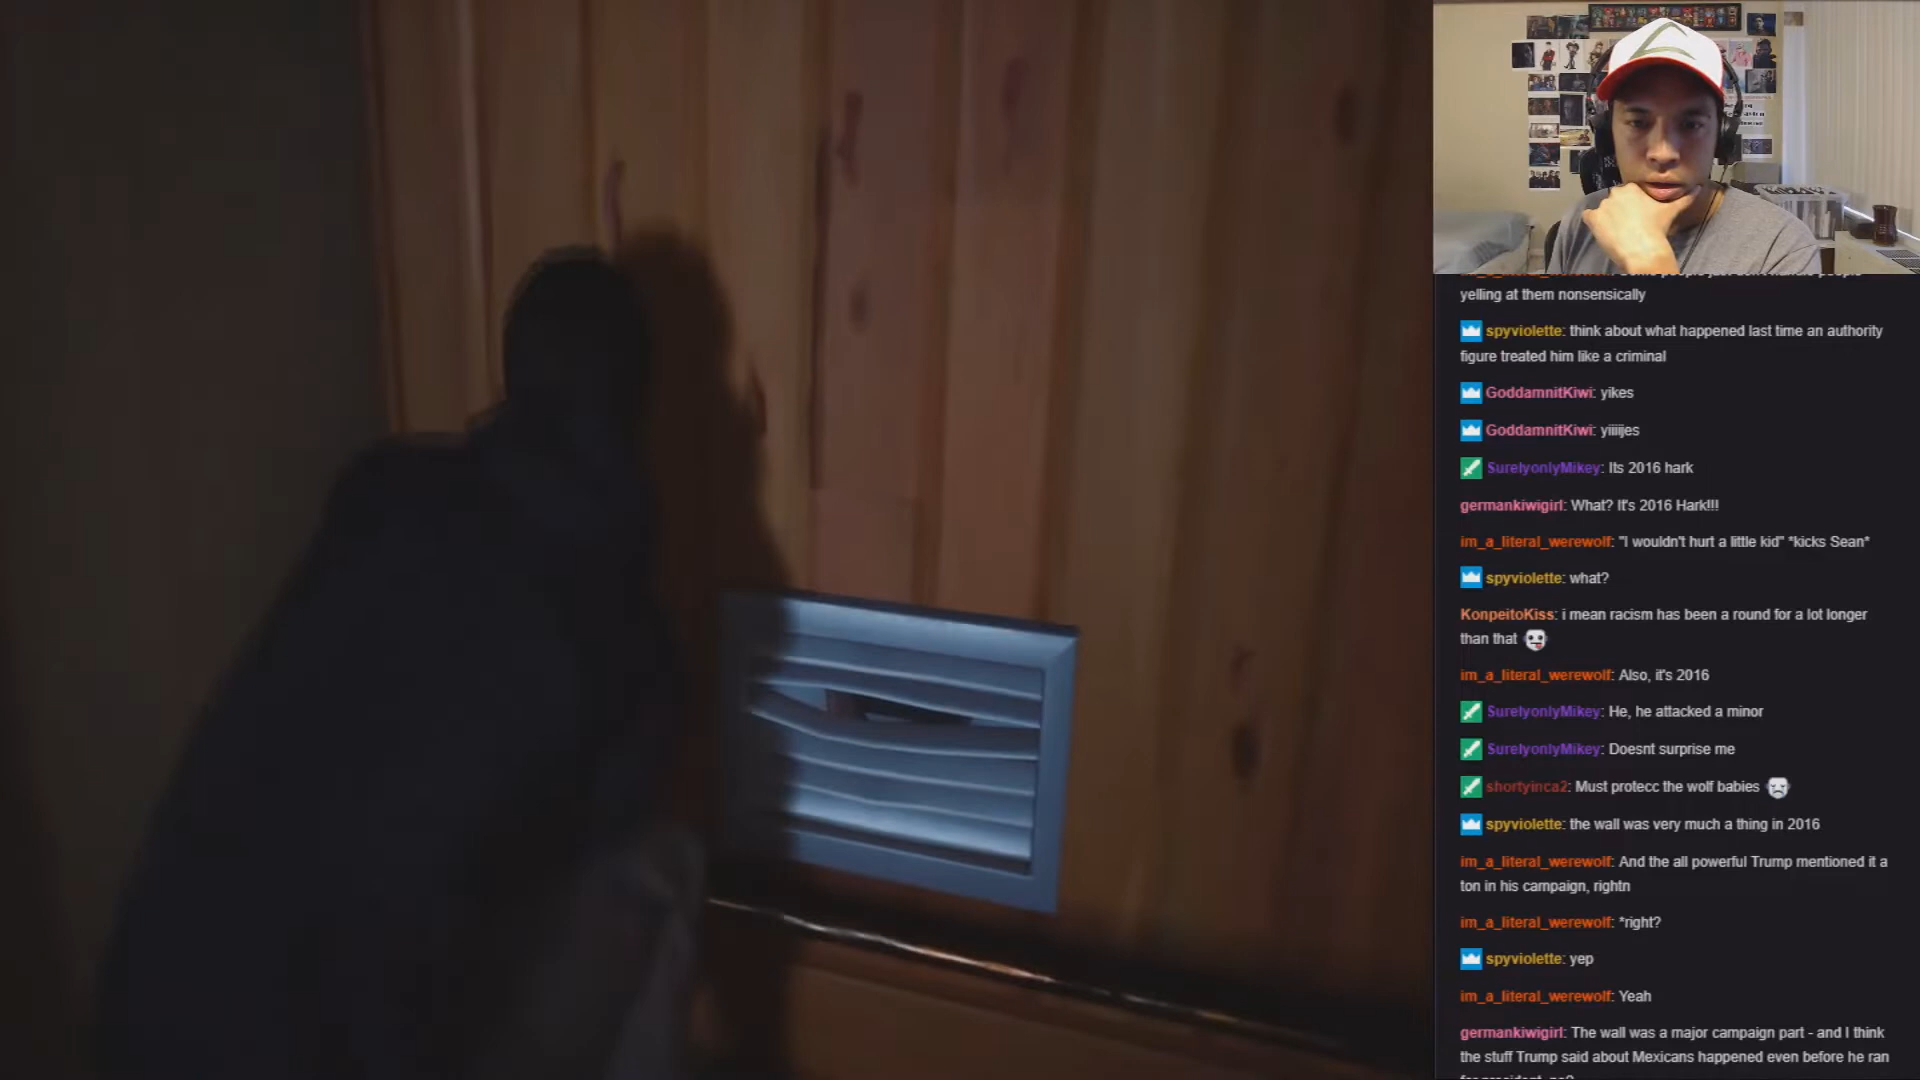 yelling at them nonsensically
spyviolette: think about what happened last time an authority
figure treated him like a criminal
GoddamnitKiwi: yikes
GoddamnitKiwi: yiiiijes
SurelyonlyMikey: Its 2016 hark
germankiwigirl: What? It's 2016 Hark!!!
im_a_literal_werewolf: "I wouldn't hurt a little kid" *kicks Sean*
spyviolette: what?
KonpeitoKiss: i mean racism has been a round for a lot longer
than that
im_a_literal_werewolf: Also, it's 2016
SurelyonlyMikey: He, he attacked a minor
SurelyonlyMikey: Doesnt surprise me
shortyinca2: Must protecc the wolf babies
spyviolette: the wall was very much a thing in 2016
im_a_literal_werewolf: And the all powerful Trump mentioned it a
ton in his campaign, rightn
im_a_literal_werewolf: *right?
spyviolette: yep
im_a_literal_werewolf: Yeah
germankiwigirl: The wall was a major campaign part - and I think
the stuff Trump said about Mexicans happened even before he ran